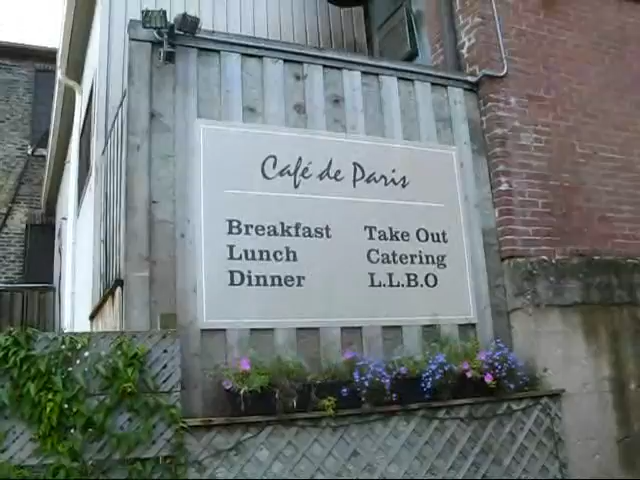 Café de Paris
Breakfast Take Out
Lunch Catering
Dinner L.L.B.O